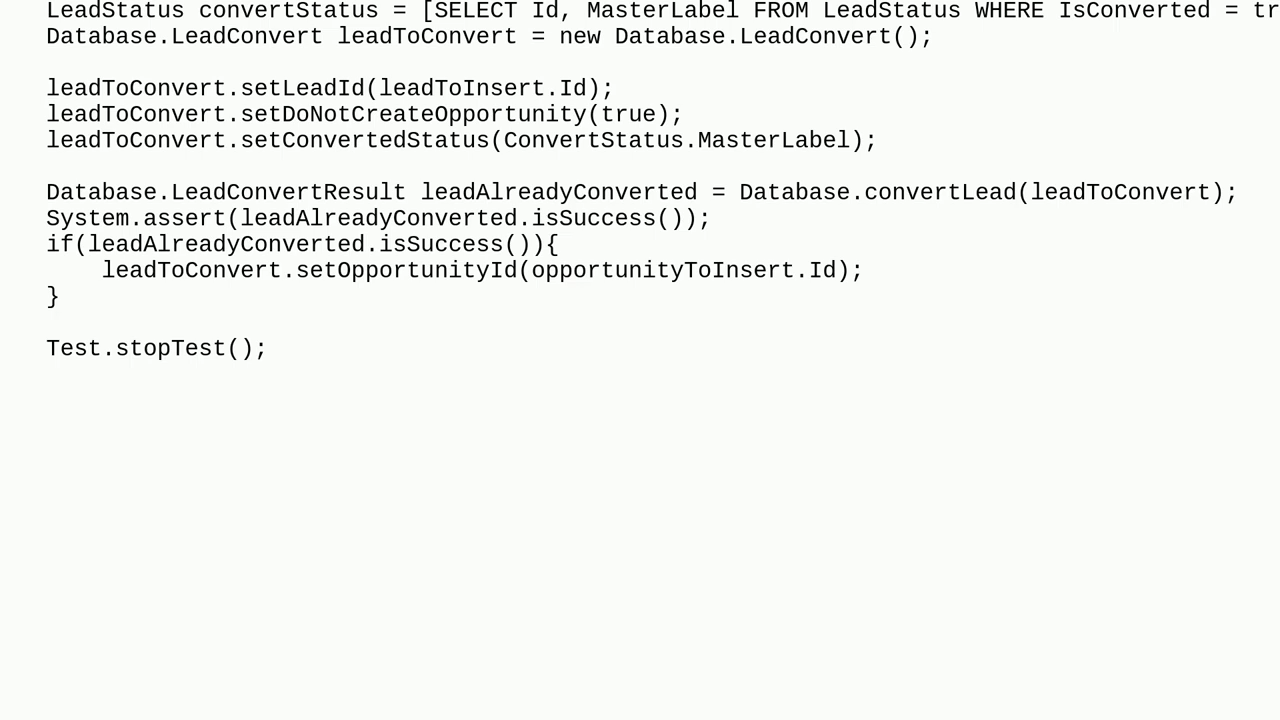 LeadStatus convertStatus = [SELECT Id, MasterLabel FROM LeadStatus WHERE IsConverted = tr
Database.LeadConvert leadToConvert = new Database.LeadConvert();
leadToConvert.setLeadId(leadToInsert.Id);
leadToConvert.setDoNotCreateOpportunity(true);
leadToConvert.setConvertedStatus(ConvertStatus.MasterLabel);
Database.LeadConvertResult leadAlreadyConverted = Database.convertLead(leadToConvert);
System.assert(leadAlreadyConverted.isSuccess());
if(leadAlreadyConverted.isSuccess()){
    leadToConvert.setOpportunityId(opportunityToInsert.Id);
}
Test.stopTest();